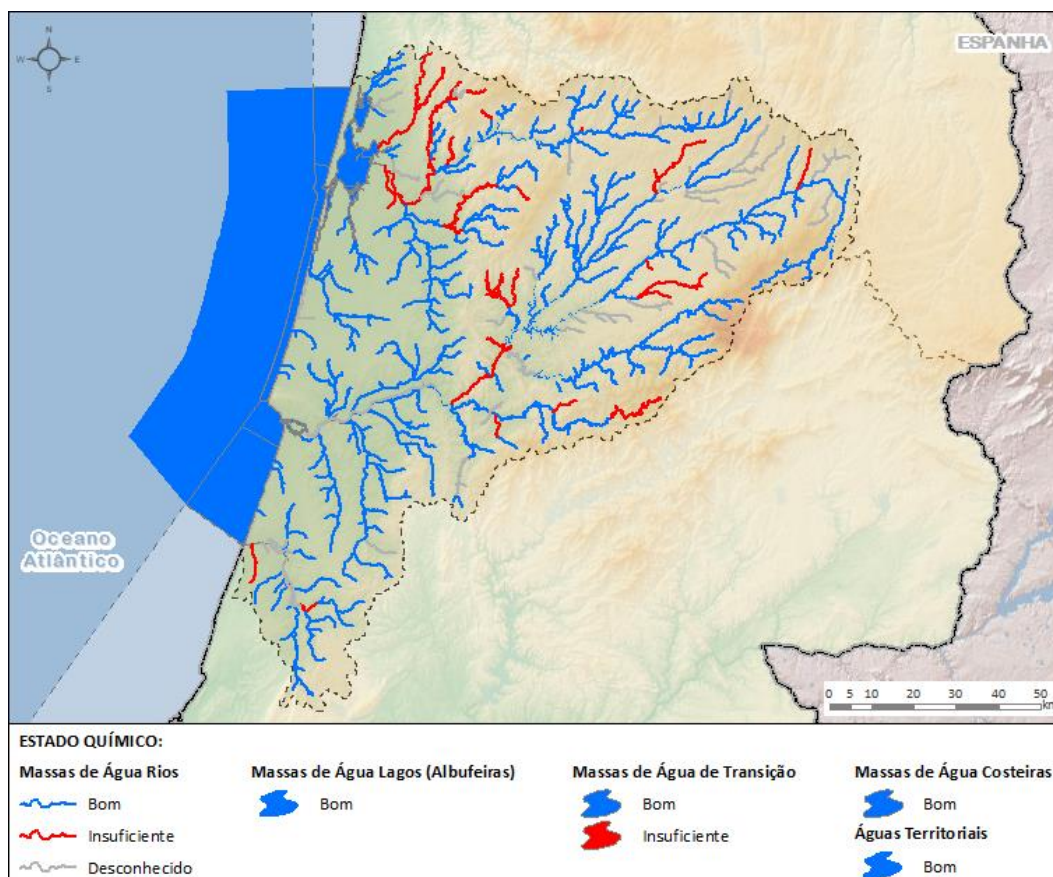 N
W E
S
ESPANHA
Oceano
Atlântico
0 5 10 20 30 40 50
km
ESTADO QUÍMICO:
Massas de Água Rios
Bom
Insuficiente
Desconhecido
Massas de Água Lagos (Albufeiras)
Bom
Massas de Água de Transição
Bom
Insuficiente
Massas de Água Costeiras
Bom
Águas Territoriais
Bom